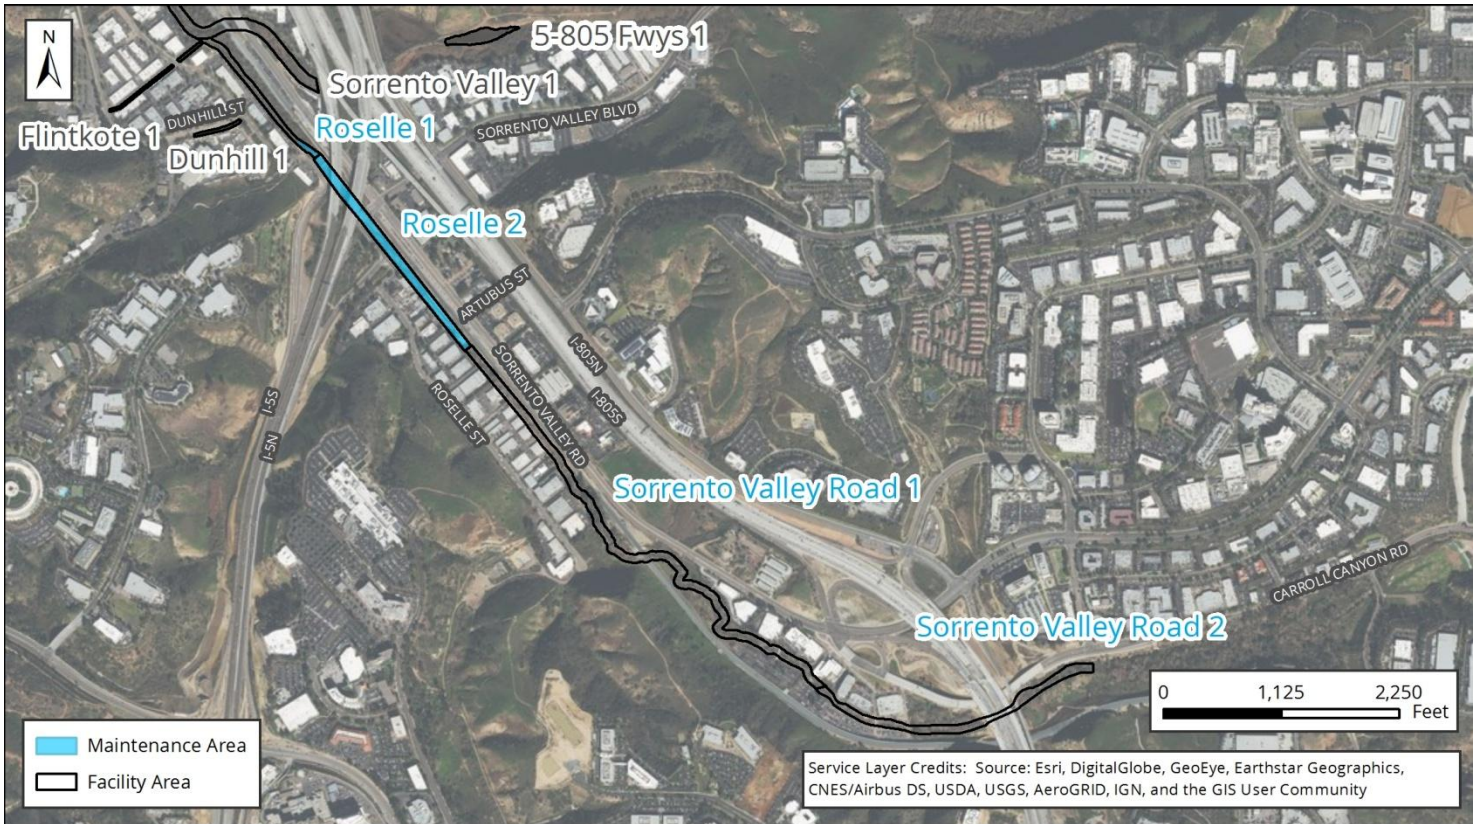 N
5-805 Fwys 1
Sorrento Valley 1
DUNHILL ST
Roselle 1
SORRENTO VALLEY BLVD
Flintkote 1
Dunhill 1
Roselle 2
ARTUBUS ST
I-805N
I-805S
SORRENTO VALLEY RD
ROSELLE ST
I-5S
I-5N
Sorrento Valley Road 1
CARROLL CANYON RD
Sorrento Valley Road 2
0 1,125 2,250
Feet
Maintenance Area
Facility Area
Service Layer Credits: Source: Esri, DigitalGlobe, GeoEye, Earthstar Geographics,
CNES/Airbus DS, USDA, USGS, AeroGRID, IGN, and the GIS User Community